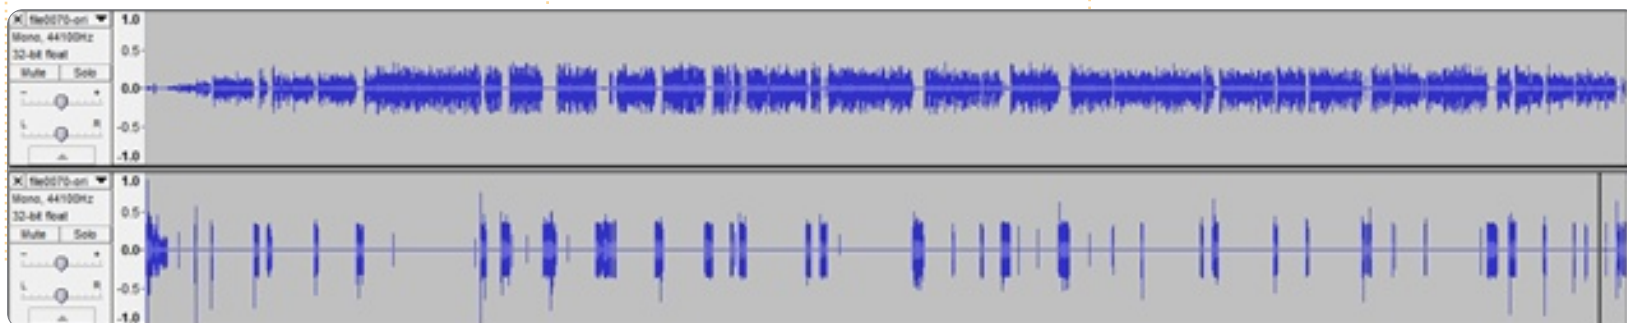 × file0070-ori ▼
Mono, 44100Hz
32-bit float
Mute Solo
- +
L R
1.0
0.5
0.0
-0.5
-1.0
× file0070-ori ▼
Mono, 44100Hz
32-bit float
Mute Solo
- +
L R
1.0
0.5
0.0
-0.5
-1.0